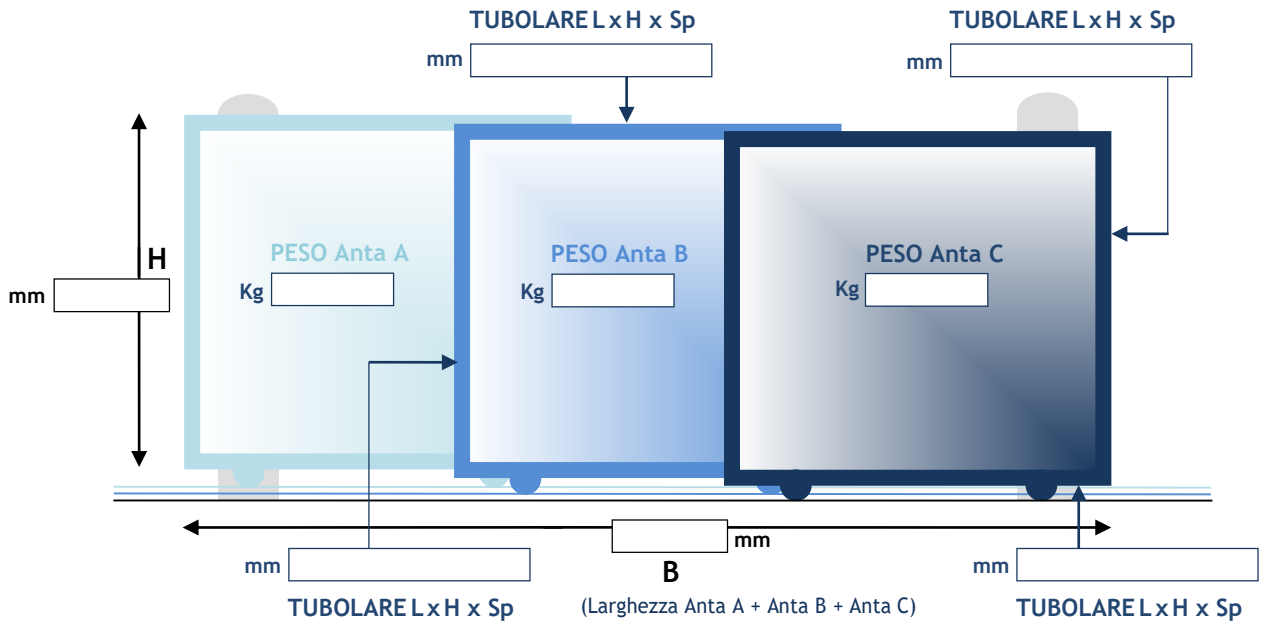 TUBOLARE L x H x Sp
mm
TUBOLARE L x H x Sp
mm
H
mm
PESO Anta A
Kg
PESO Anta B
Kg
PESO Anta C
Kg
mm
B
mm
TUBOLARE L x H x Sp
(Larghezza Anta A + Anta B + Anta C)
mm
TUBOLARE L x H x Sp